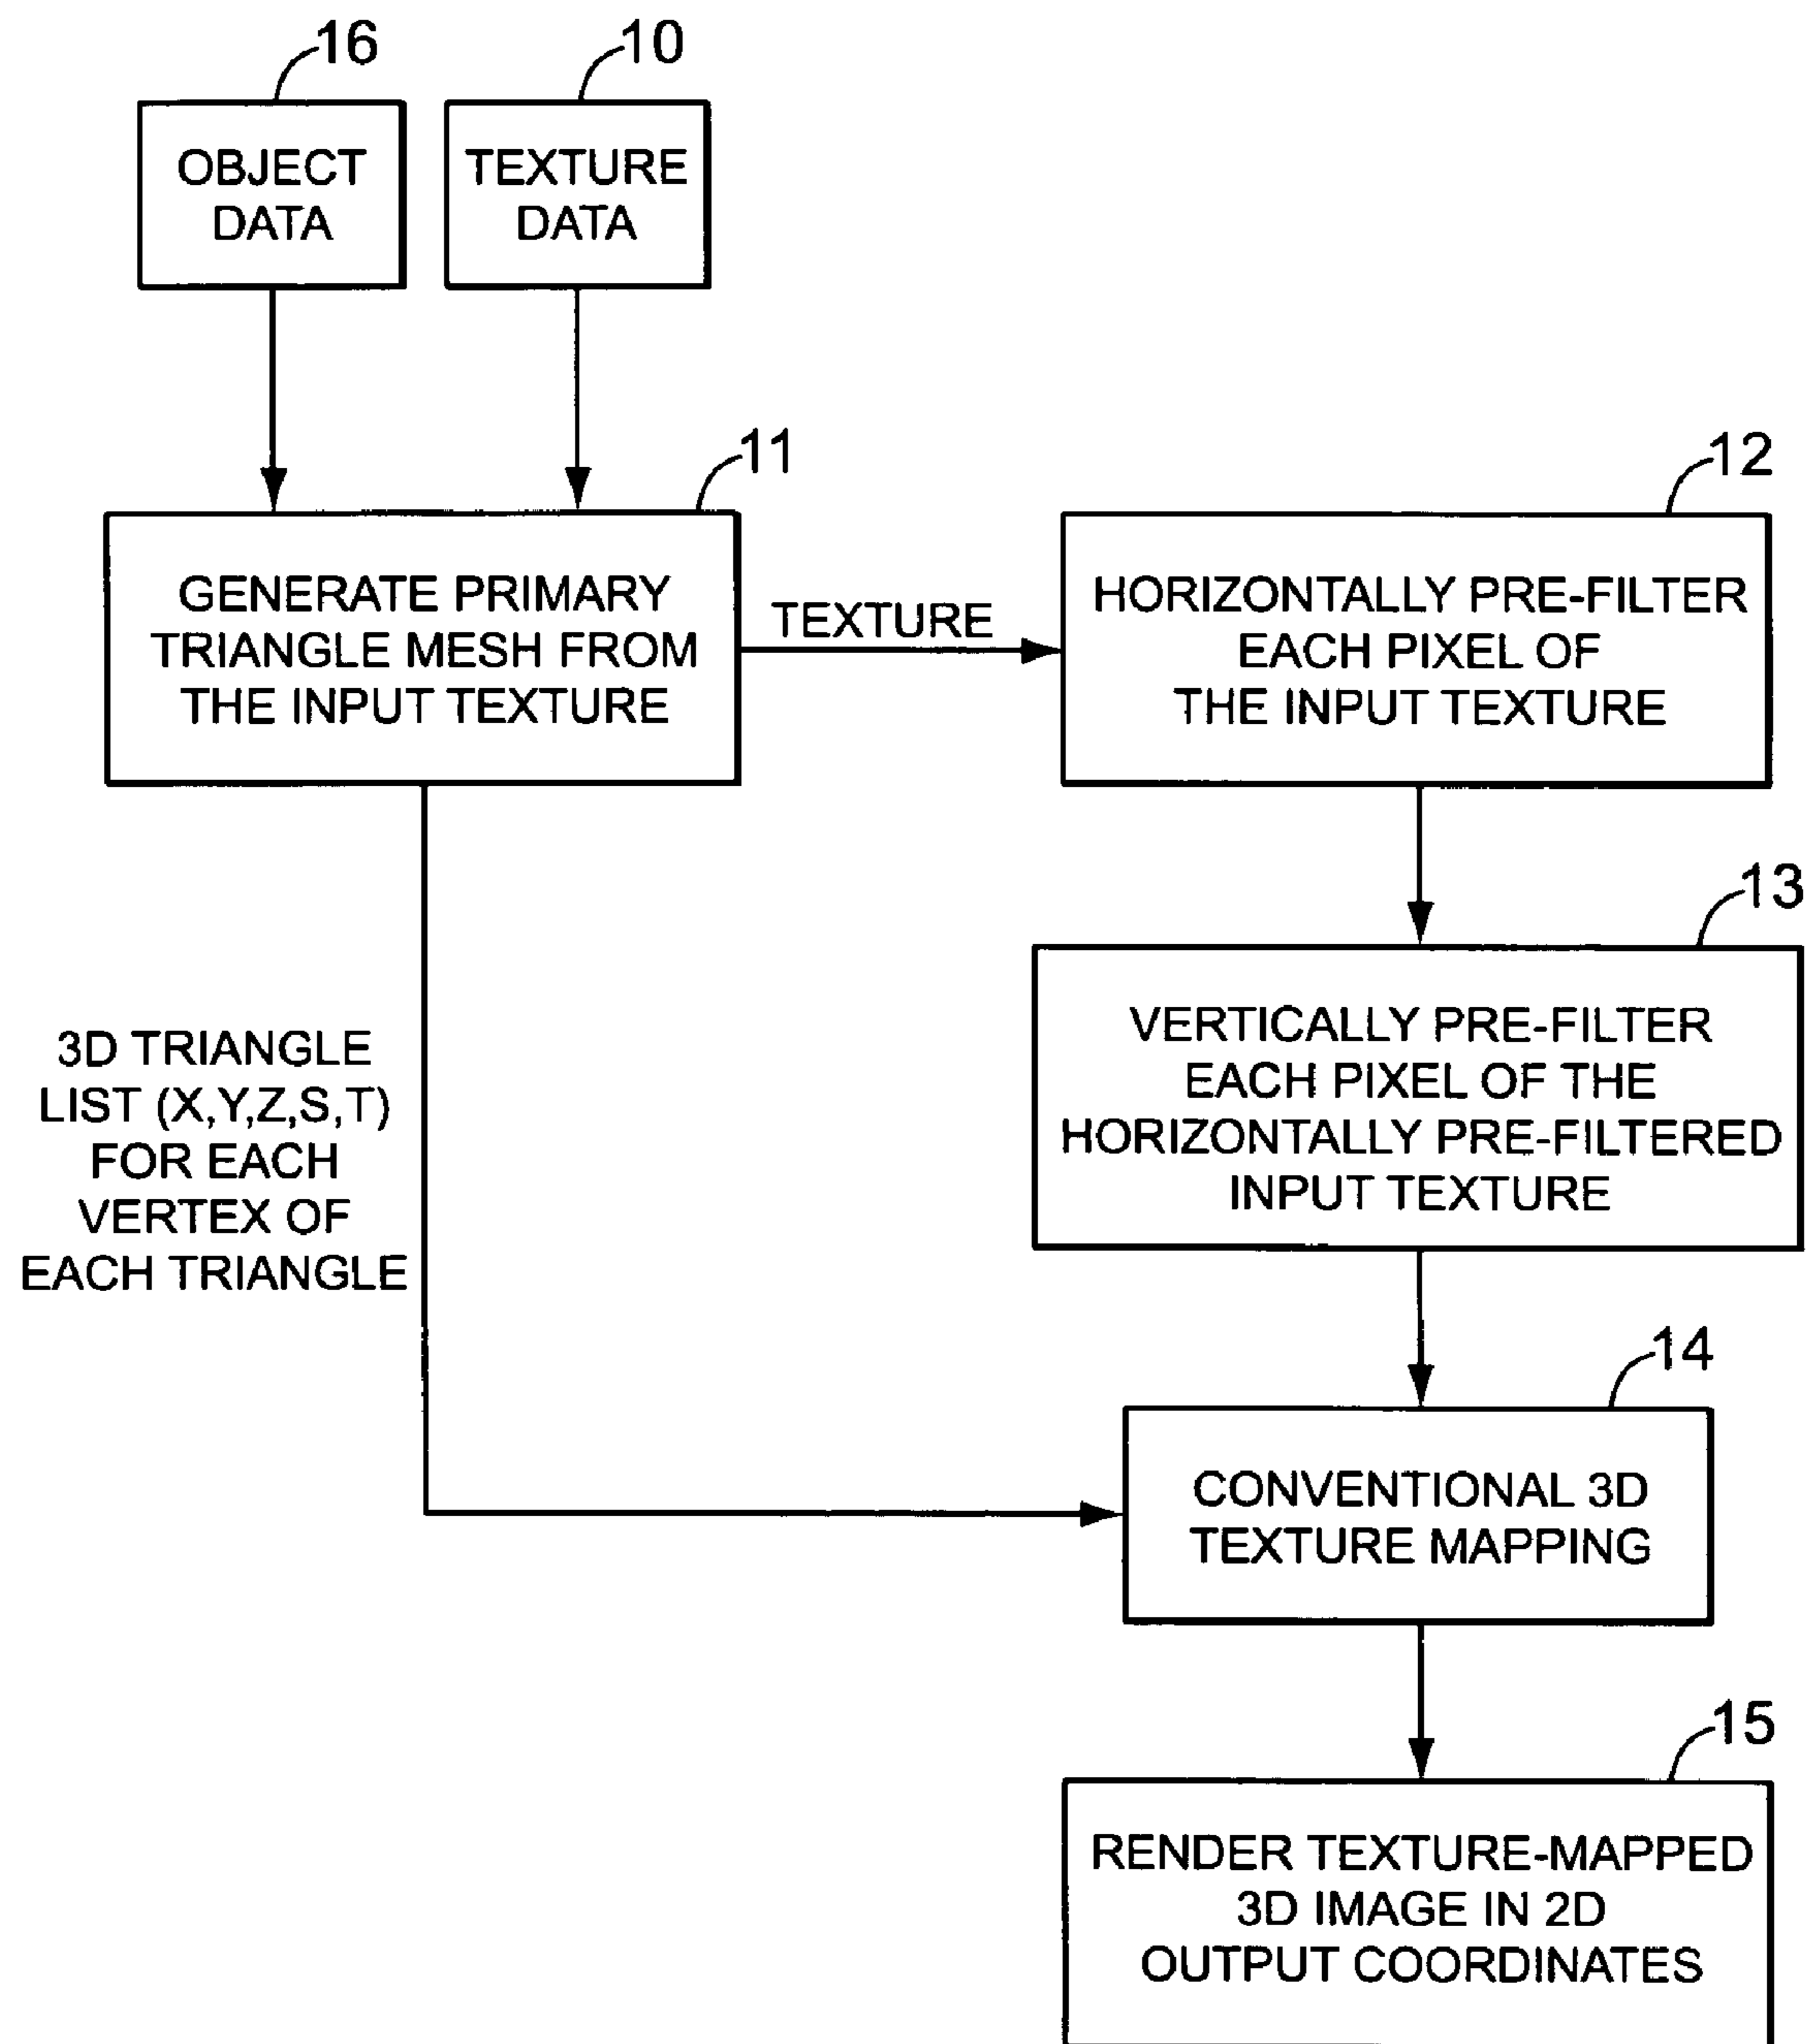 16
10
OBJECT
DATA
TEXTURE
DATA
11
12
GENERATE PRIMARY
TRIANGLE MESH FROM
THE INPUT TEXTURE
TEXTURE
HORIZONTALLY PRE-FILTER
EACH PIXEL OF
THE INPUT TEXTURE
13
VERTICALLY PRE-FILTER
EACH PIXEL OF THE
HORIZONTALLY PRE-FILTERED
INPUT TEXTURE
3D TRIANGLE
LIST (X,Y,Z,S,T)
FOR EACH
VERTEX OF
EACH TRIANGLE
14
CONVENTIONAL 3D
TEXTURE MAPPING
15
RENDER TEXTURE-MAPPED
3D IMAGE IN 2D
OUTPUT COORDINATES